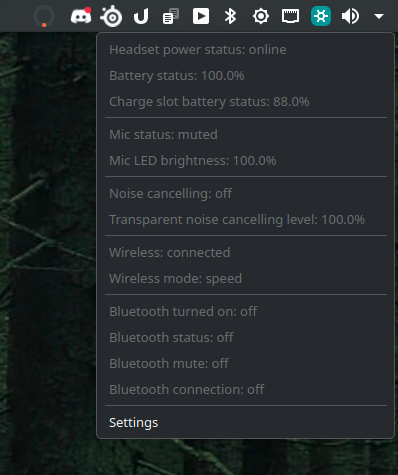 Headset power status: online
Battery status: 100.0%
Charge slot battery status: 88.0%
Mic status: muted
Mic LED brightness: 100.0%
Noise cancelling: off
Transparent noise cancelling level: 100.0%
Wireless: connected
Wireless mode: speed
Bluetooth turned on: off
Bluetooth status: off
Bluetooth mute: off
Bluetooth connection: off
Settings